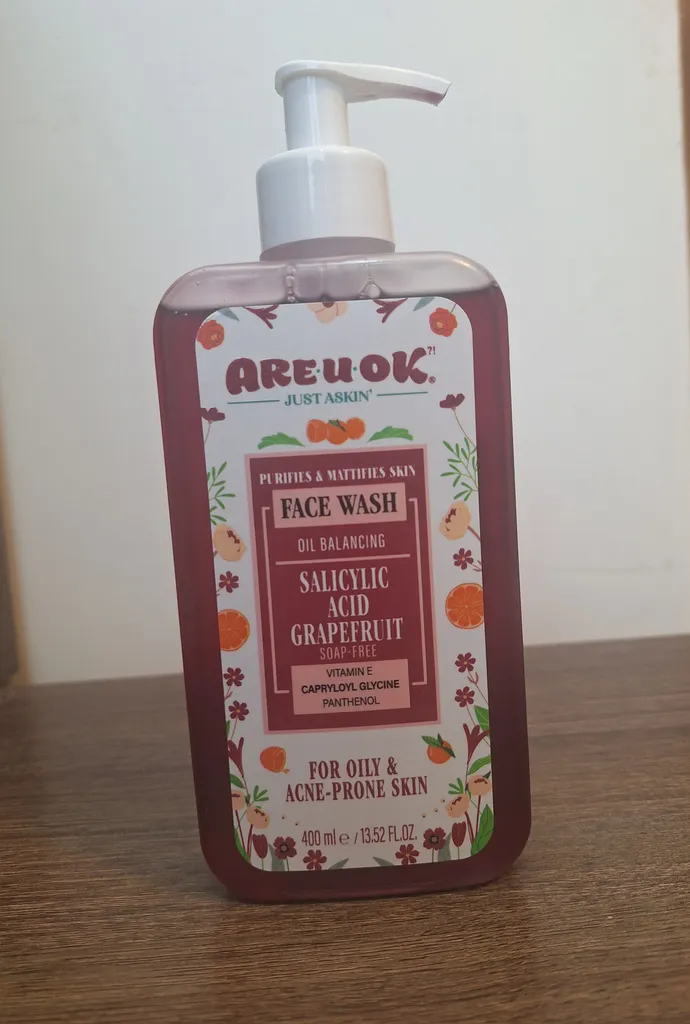 ARE·U·OK?!®
JUST ASKIN'
PURIFIES & MATTIFIES SKIN
FACE WASH
OIL BALANCING
SALICYLIC
ACID
GRAPEFRUIT
SOAP-FREE
VITAMIN E
CAPRYLOYL GLYCINE
PANTHENOL
FOR OILY &
ACNE-PRONE SKIN
400 ml e / 13.52 FL.OZ.